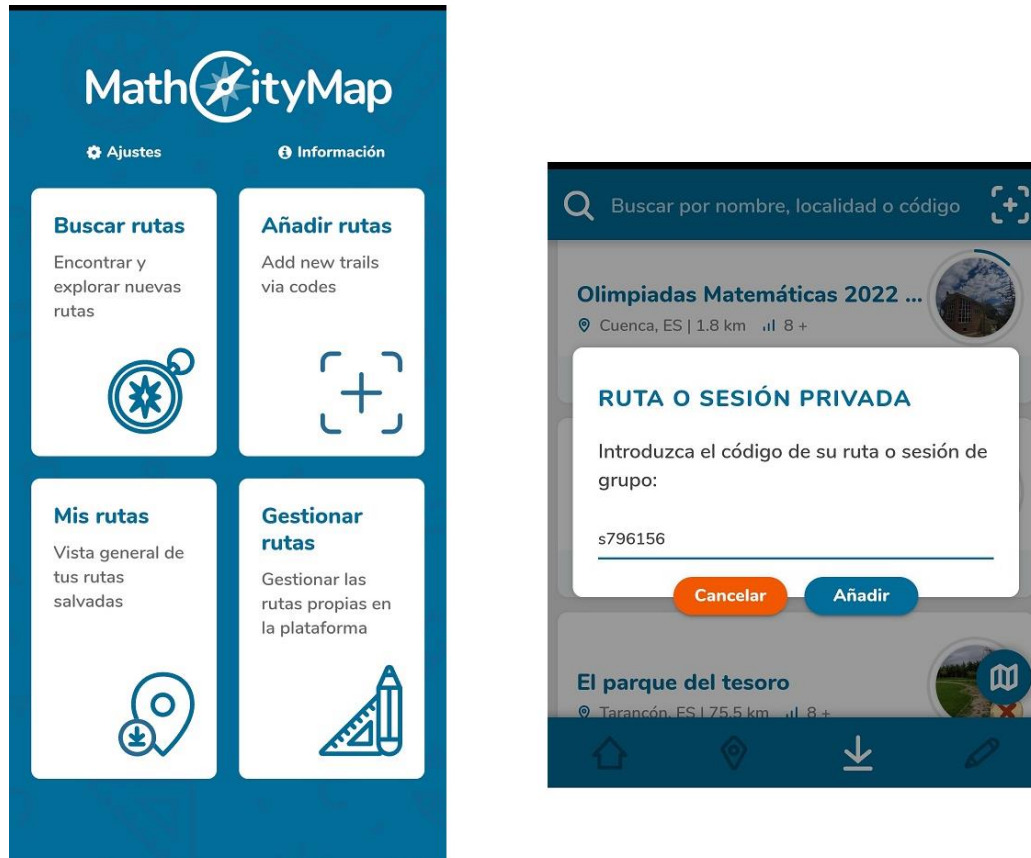 MathCityMap
Ajustes
Información
Buscar rutas
Encontrar y
explorar nuevas
rutas
Añadir rutas
Add new trails
via codes
Mis rutas
Vista general de
tus rutas
salvadas
Gestionar
rutas
Gestionar las
rutas propias en
la plataforma
Buscar por nombre, localidad o código
Olimpiadas Matemáticas 2022 ...
Cuenca, ES | 1.8 km 8 +
RUTA O SESIÓN PRIVADA
Introduzca el código de su ruta o sesión de
grupo:
s796156
Cancelar
Añadir
El parque del tesoro
Tarancón, ES | 75.5 km 8 +